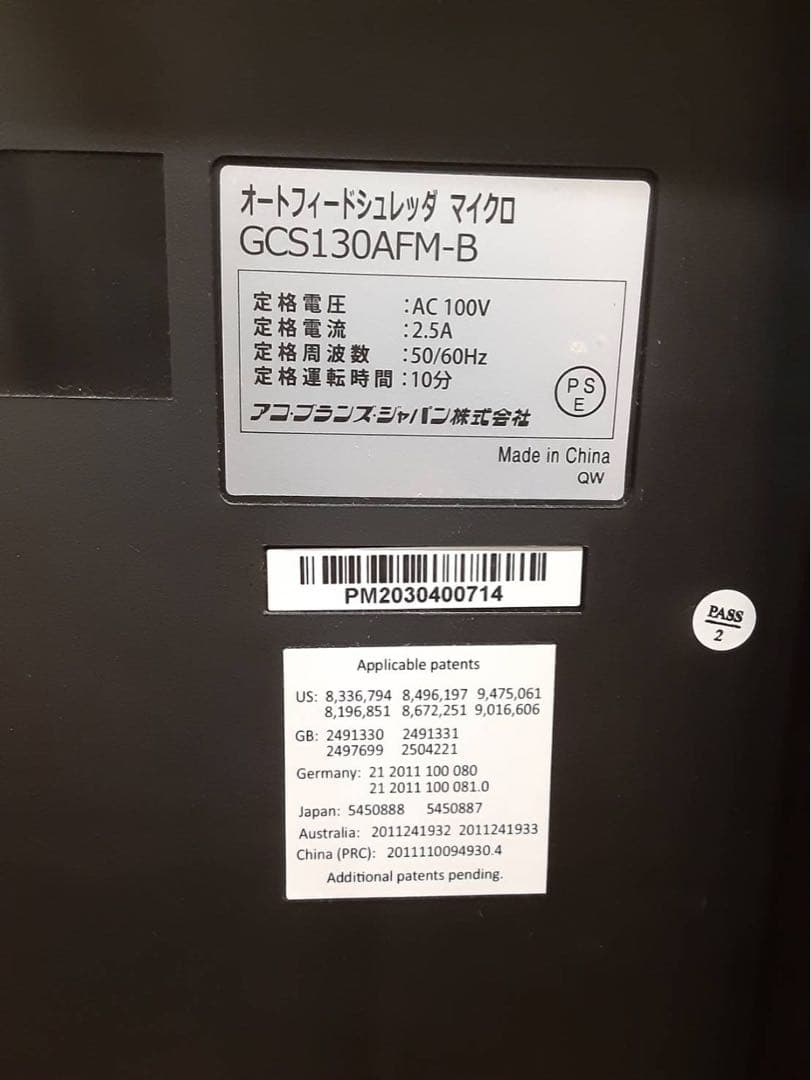 オートフィードシュレッダ マイクロ
GCS130AFM-B
定格電圧 :AC 100V
定格電流 :2.5A
定格周波数 :50/60Hz
定格運転時間:10分
PS
E
アコ・ブランズ・ジャパン株式会社
Made in China
QW
PM2030400714
PASS
2
Applicable patents
US: 8,336,794 8,496,197 9,475,061
8,196,851 8,672,251 9,016,606
GB: 2491330 2491331
2497699 2504221
Germany: 21 2011 100 080
21 2011 100 081.0
Japan: 5450888 5450887
Australia: 2011241932 2011241933
China (PRC): 2011110094930.4
Additional patents pending.